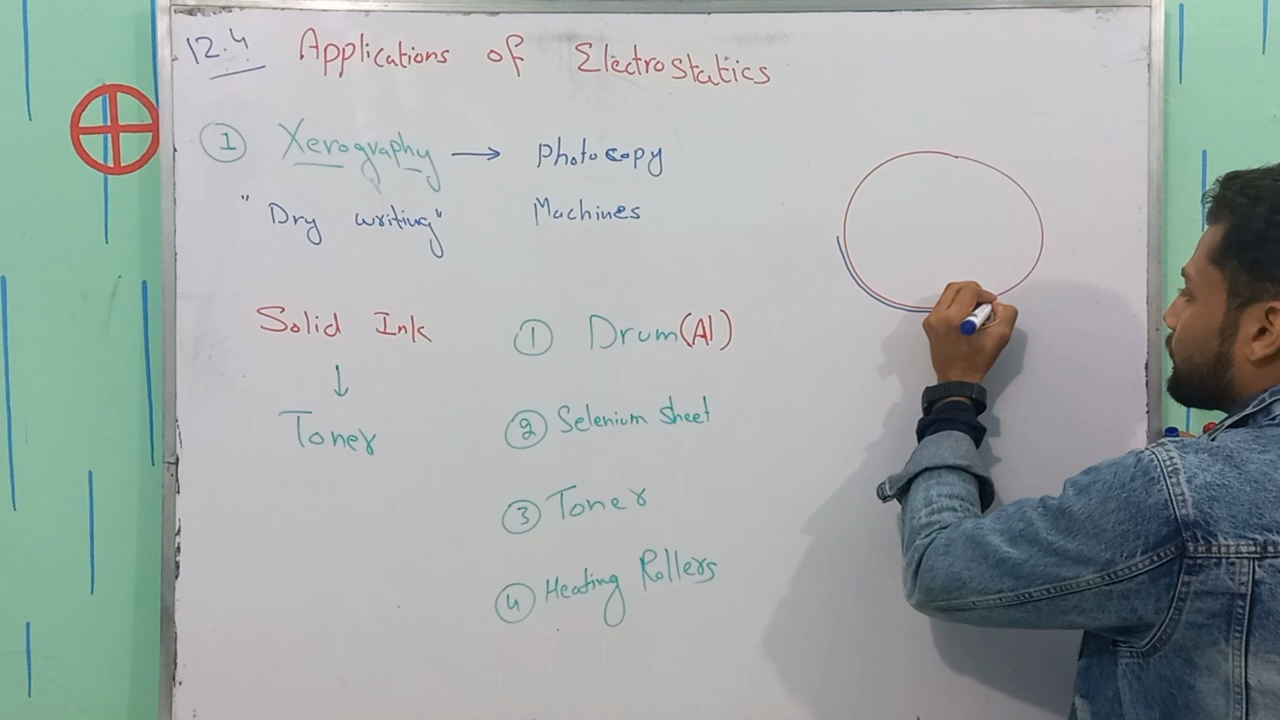 12.4 Applications of Electrostatics
① Xerography → Photocopy
"Dry writing" Machines
Solid Ink
↓
Toner
① Drum(Al)
② Selenium sheet
③ Toner
④ Heating Rollers